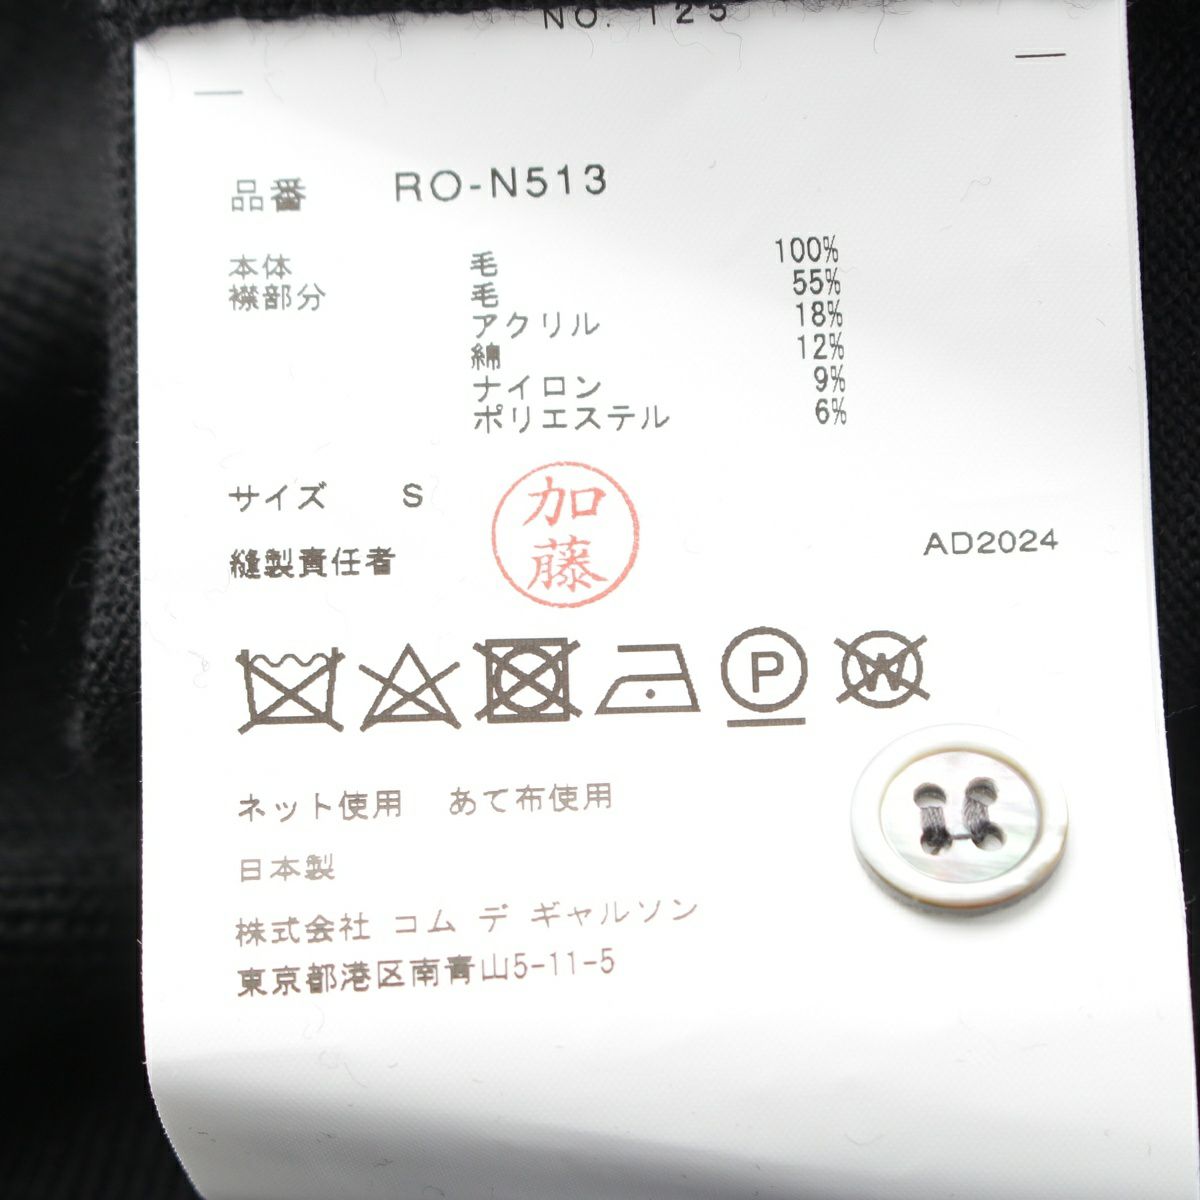 NO. 125
品番 RO-N513
本体 毛 100%
襟部分 毛 55%
アクリル 18%
綿 12%
ナイロン 9%
ポリエステル 6%
サイズ S
加藤
縫製責任者
AD2024
P
W
ネット使用 あて布使用
日本製
株式会社 コム デ ギャルソン
東京都港区南青山5-11-5